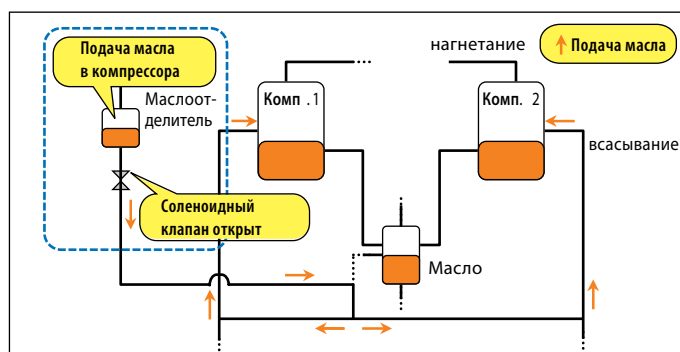 Подача масла
в компрессора
Маслоот-
делитель
Соленоидный
клапан открыт
нагнетание
Подача масла
Комп .1
Комп. 2
всасывание
Масло